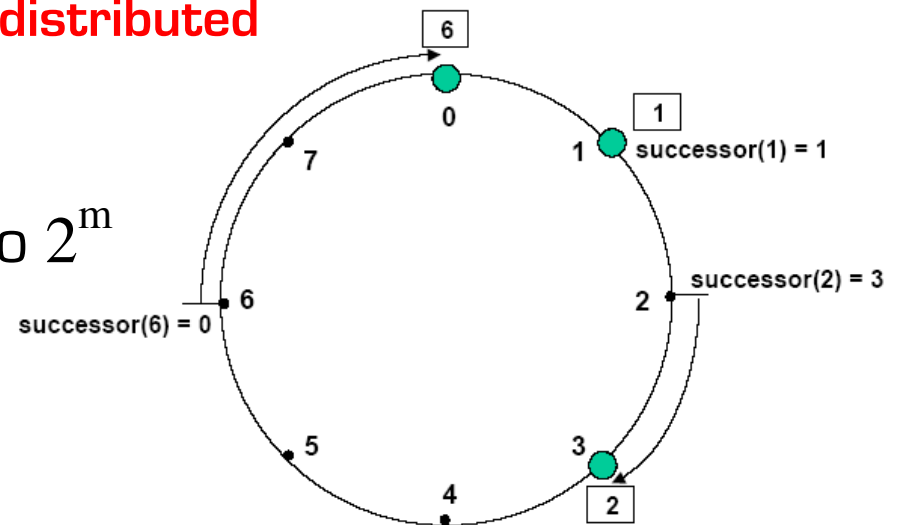 distributed
6
0
1
1
successor(1) = 1
7
o 2^m
successor(2) = 3
2
6
successor(6) = 0
5
3
4
2